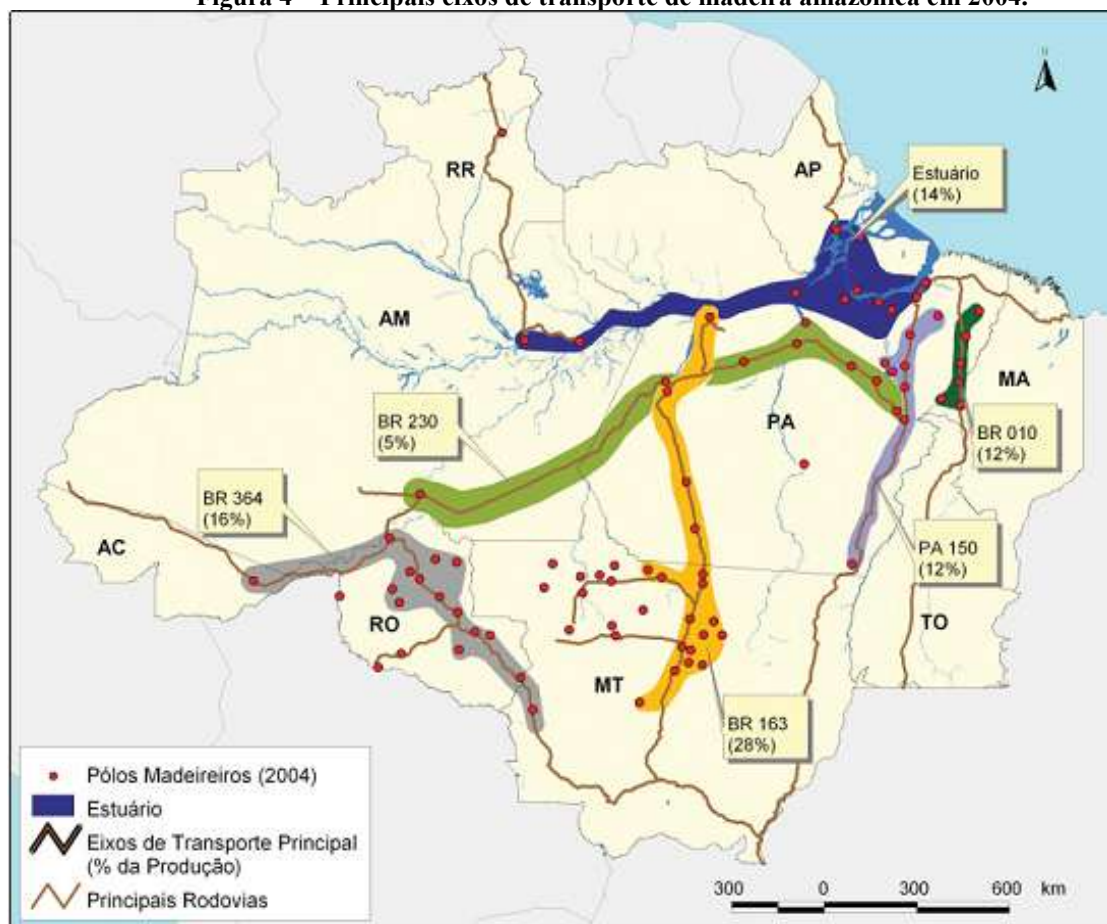 Figura 4 – Principais eixos de transporte de madeira amazônica em 2004.
N
RR
AP
Estuário
(14%)
AM
MA
BR 230
(5%)
PA
BR 010
(12%)
BR 364
(16%)
AC
PA 150
(12%)
RO
TO
MT
BR 163
(28%)
Pólos Madeireiros (2004)
Estuário
Eixos de Transporte Principal
(% da Produção)
Principais Rodovias
300 0 300 600 km